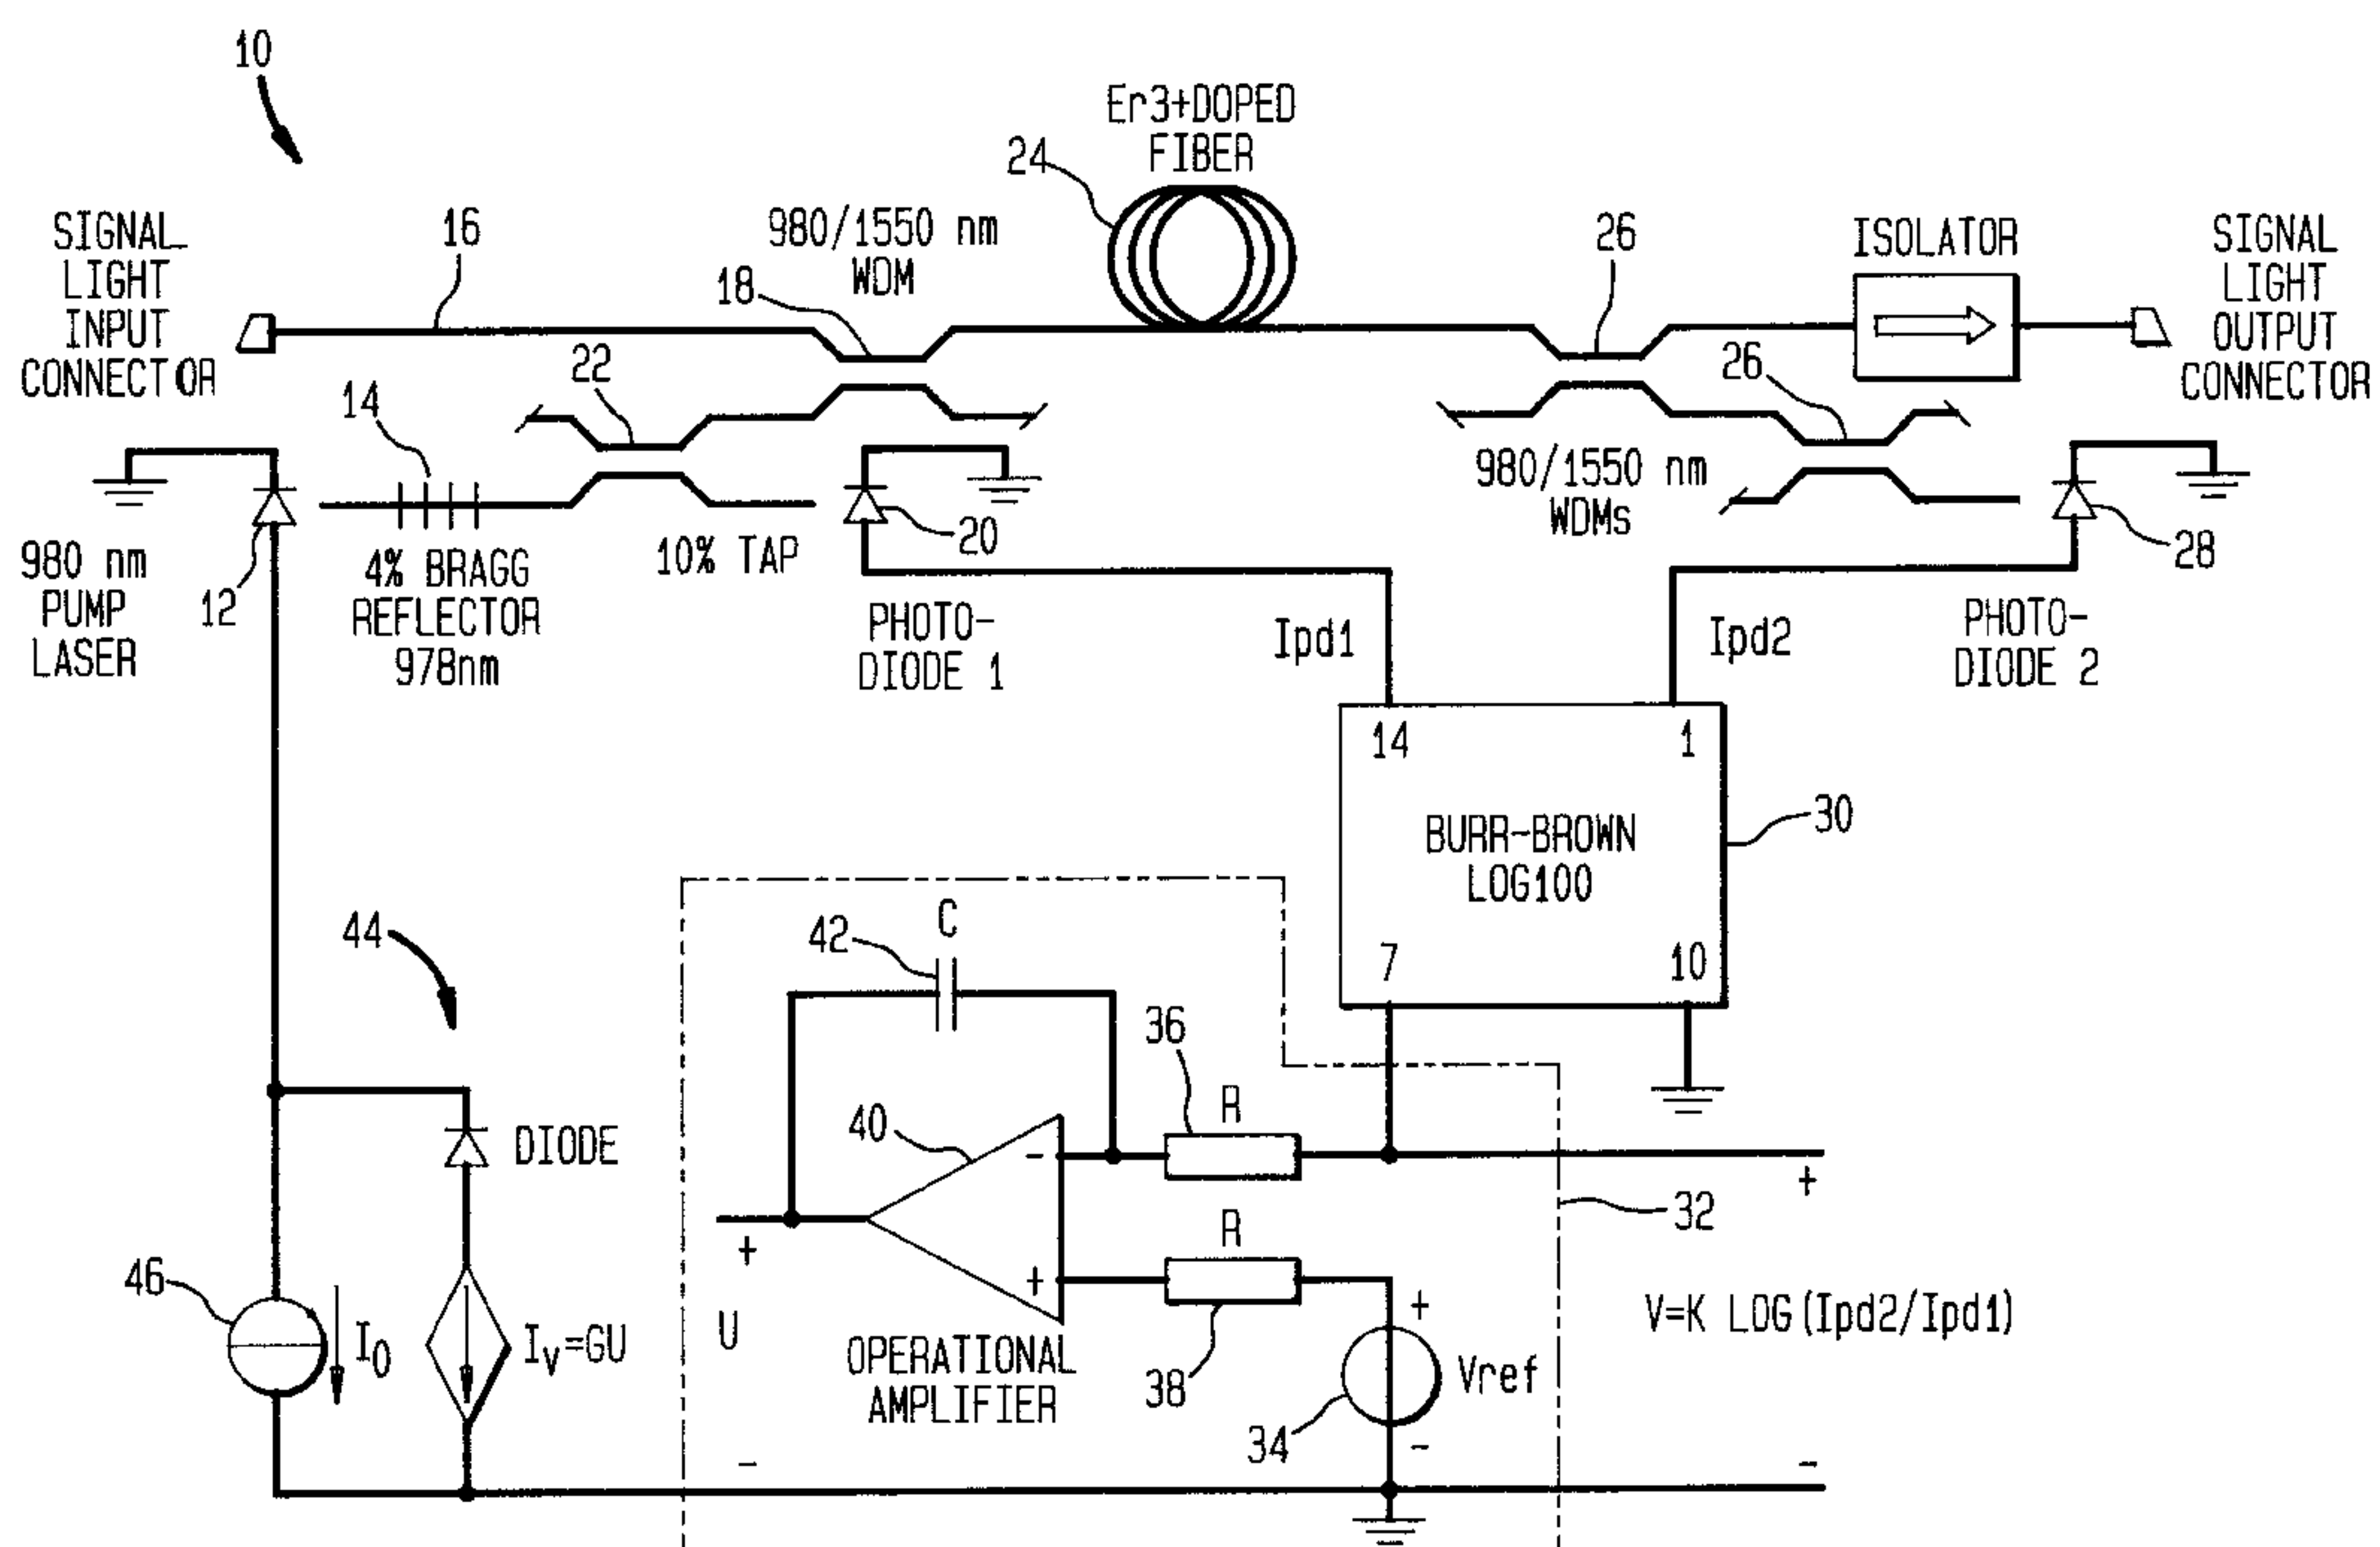 10
Er3+DOPED
FIBER
24
SIGNAL
LIGHT
INPUT
CONNECTOR
16
980/1550 nm
WDM
18
26
ISOLATOR
SIGNAL
LIGHT
OUTPUT
CONNECTOR
22
14
26
980/1550 nm
WDMs
980 nm
PUMP
LASER
12
4% BRAGG
REFLECTOR
978nm
10% TAP
20
PHOTO-
DIODE 1
Ipd1
Ipd2
28
PHOTO-
DIODE 2
14
1
BURR-BROWN
LOG100
30
7
10
44
42
C
36
R
40
-
DIODE
+
32
R
+
46
I0
Iv=GU
+
U
-
OPERATIONAL
AMPLIFIER
38
+
Vref
-
34
V=K LOG(Ipd2/Ipd1)
-